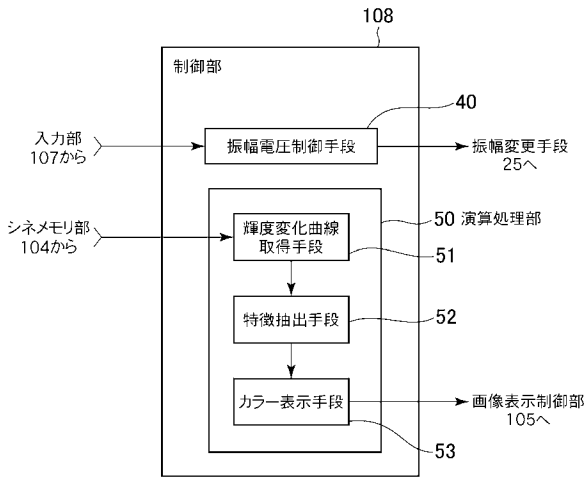 108
制御部
40
入力部
107から
振幅電圧制御手段
振幅変更手段
25へ
シネメモリ部
104から
輝度変化曲線
取得手段
50 演算処理部
51
特徴抽出手段
52
カラー表示手段
画像表示制御部
105へ
53